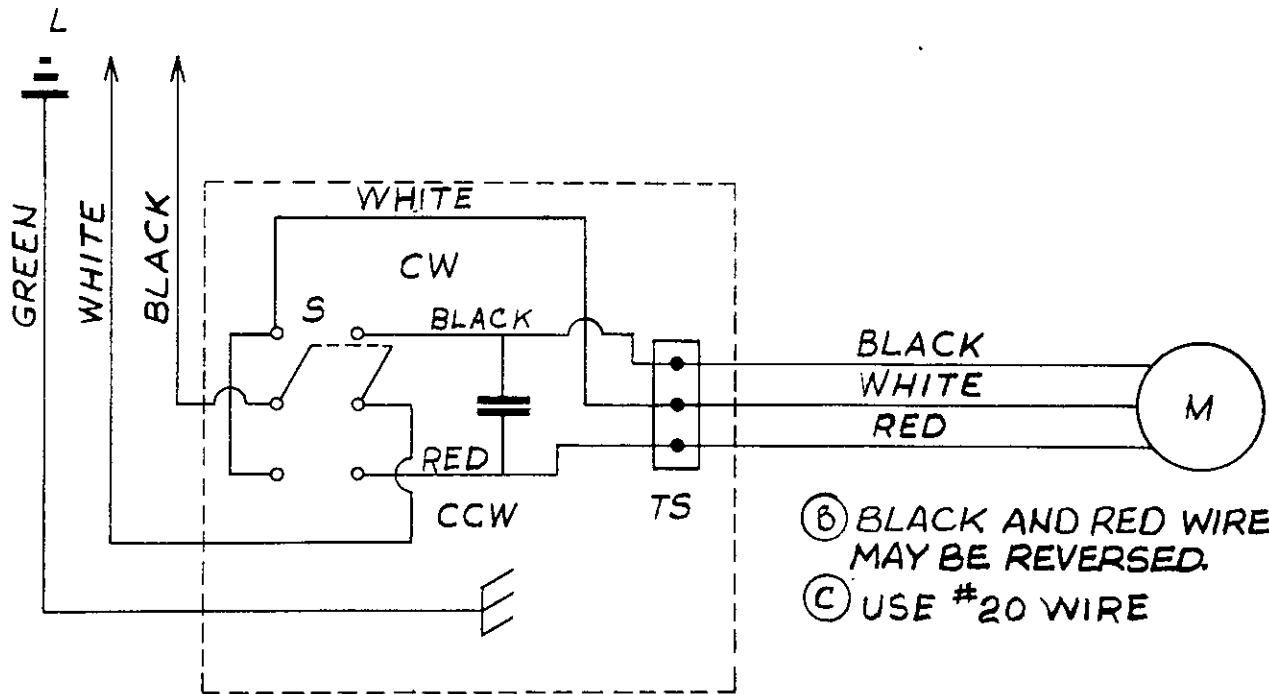 L
GREEN
WHITE
BLACK
WHITE
CW
S
BLACK
RED
CCW
TS
BLACK
WHITE
RED
M
B BLACK AND RED WIRE
MAY BE REVERSED.
C USE #20 WIRE